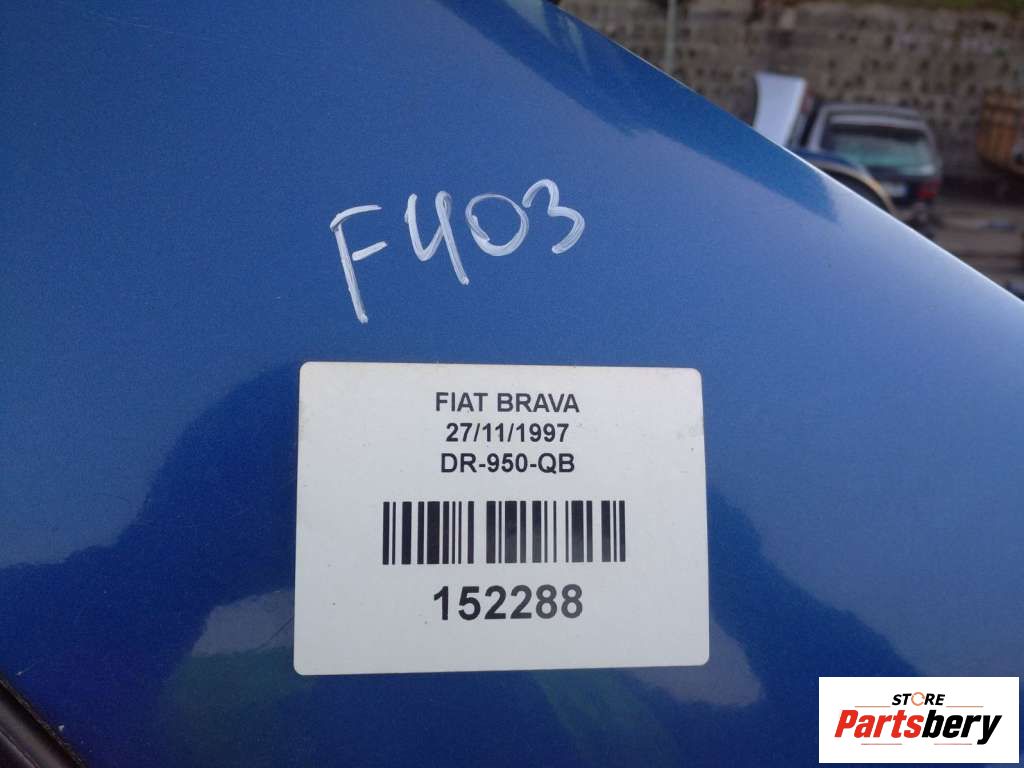 F403
FIAT BRAVA
27/11/1997
DR-950-QB
152288
STORE
Partsbery